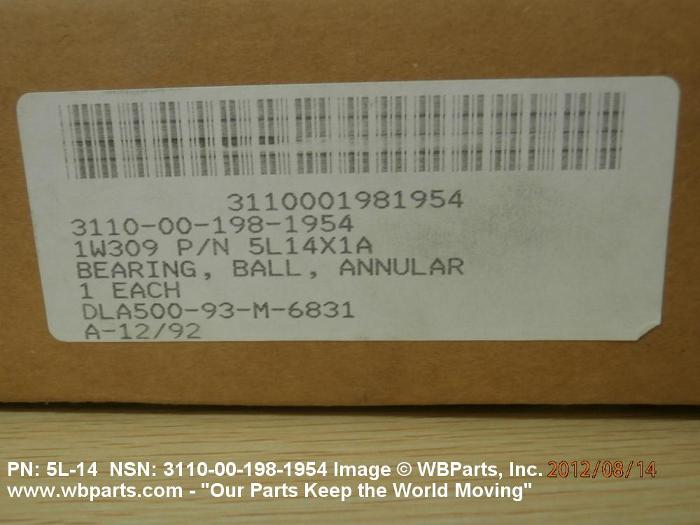 3110001981954
3110-00-198-1954
1W309 P/N 5L14X1A
BEARING, BALL, ANNULAR
1 EACH
DLA500-93-M-6831
A-12/92
PN: 5L-14 NSN: 3110-00-198-1954 Image © WBParts, Inc. 2012/08/14
www.wbparts.com - "Our Parts Keep the World Moving"